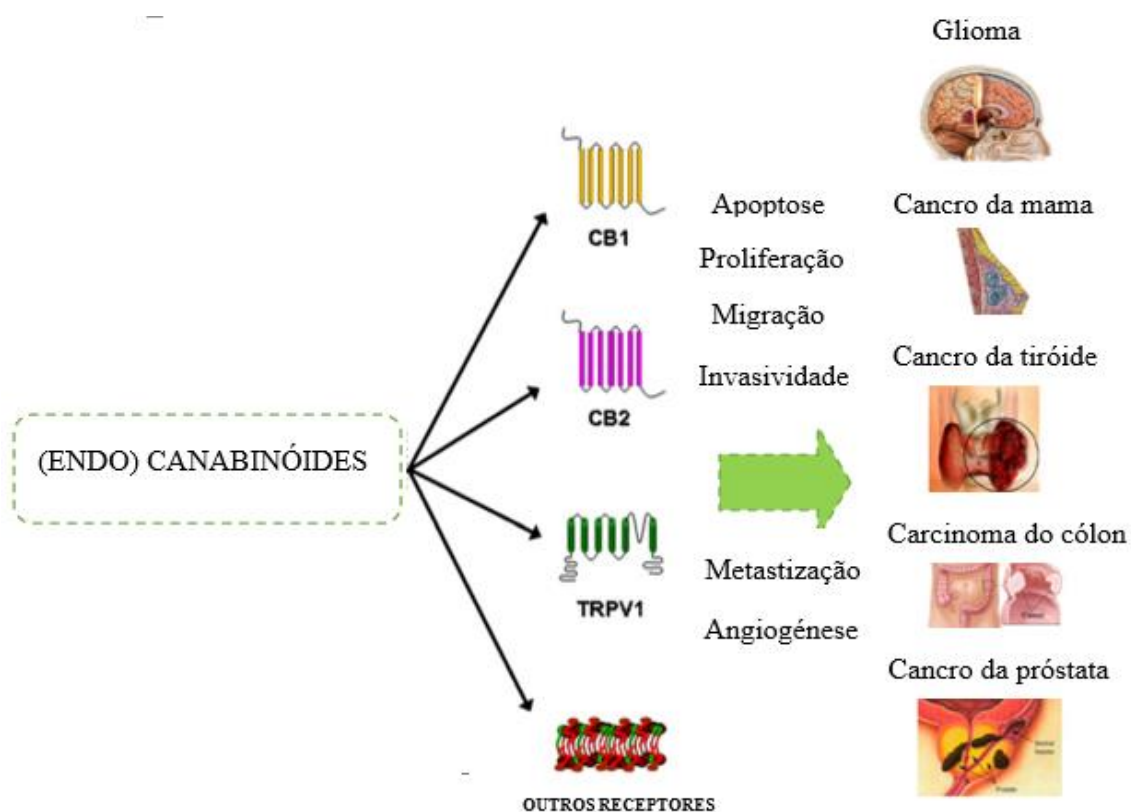 (ENDO) CANABINÓIDES
CB1
CB2
TRPV1
OUTROS RECEPTORES
Apoptose
Proliferação
Migração
Invasividade
Metastização
Angiogénese
Glioma
Cancro da mama
Cancro da tiróide
Carcinoma do cólon
Cancro da próstata